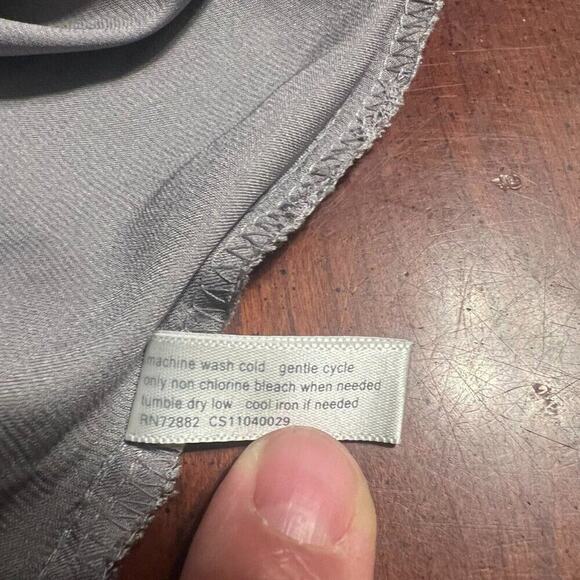 machine wash cold gentle cycle
only non chlorine bleach when needed
tumble dry low cool iron if needed
RN72882 CS11040029